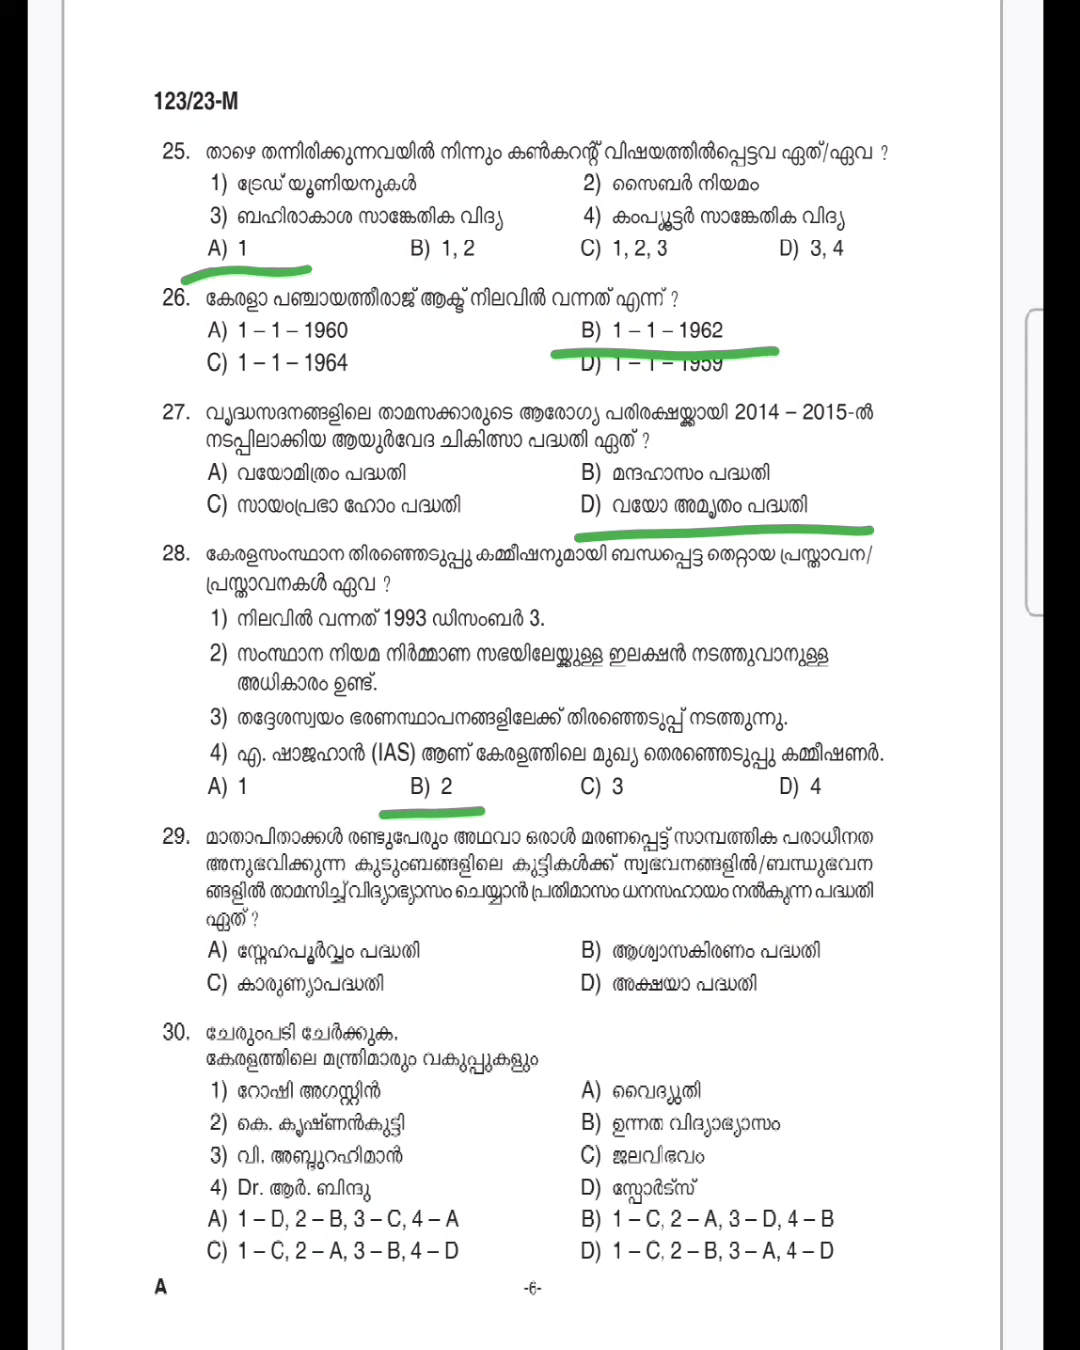 123/23-M
25. താഴെ തന്നിരിക്കുന്നവയിൽ നിന്നും കൺകറന്റ് വിഷയത്തിൽപ്പെട്ടവ ഏത്/ഏവ ?
1) ട്രേഡ് യൂണിയനുകൾ 2) സൈബർ നിയമം
3) ബഹിരാകാശ സാങ്കേതിക വിദ്യ 4) കംപ്യൂട്ടർ സാങ്കേതിക വിദ്യ
A) 1 B) 1, 2 C) 1, 2, 3 D) 3, 4
26. കേരളാ പഞ്ചായത്തീരാജ് ആക്ട് നിലവിൽ വന്നത് എന്ന് ?
A) 1 – 1 – 1960 B) 1 – 1 – 1962
C) 1 – 1 – 1964 D) 1 – 1 – 1959
27. വൃദ്ധസദനങ്ങളിലെ താമസക്കാരുടെ ആരോഗ്യ പരിരക്ഷയ്ക്കായി 2014 – 2015-ൽ
നടപ്പിലാക്കിയ ആയുർവേദ ചികിത്സാ പദ്ധതി ഏത് ?
A) വയോമിത്രം പദ്ധതി B) മന്ദഹാസം പദ്ധതി
C) സായംപ്രഭാ ഹോം പദ്ധതി D) വയോ അമൃതം പദ്ധതി
28. കേരളസംസ്ഥാന തിരഞ്ഞെടുപ്പു കമ്മീഷനുമായി ബന്ധപ്പെട്ട തെറ്റായ പ്രസ്താവന/
പ്രസ്താവനകൾ ഏവ ?
1) നിലവിൽ വന്നത് 1993 ഡിസംബർ 3.
2) സംസ്ഥാന നിയമ നിർമ്മാണ സഭയിലേയ്ക്കുള്ള ഇലക്ഷൻ നടത്തുവാനുള്ള
അധികാരം ഉണ്ട്.
3) തദ്ദേശസ്വയം ഭരണസ്ഥാപനങ്ങളിലേക്ക് തിരഞ്ഞെടുപ്പ് നടത്തുന്നു.
4) എ. ഷാജഹാൻ (IAS) ആണ് കേരളത്തിലെ മുഖ്യ തെരഞ്ഞെടുപ്പു കമ്മീഷണർ.
A) 1 B) 2 C) 3 D) 4
29. മാതാപിതാക്കൾ രണ്ടുപേരും അഥവാ ഒരാൾ മരണപ്പെട്ട് സാമ്പത്തിക പരാധീനത
അനുഭവിക്കുന്ന കുടുംബങ്ങളിലെ കുട്ടികൾക്ക് സ്വഭവനങ്ങളിൽ/ബന്ധുഭവന
ങ്ങളിൽ താമസിച്ച് വിദ്യാഭ്യാസം ചെയ്യാൻ പ്രതിമാസം ധനസഹായം നൽകുന്ന പദ്ധതി
ഏത് ?
A) സ്നേഹപൂർവ്വം പദ്ധതി B) ആശ്വാസകിരണം പദ്ധതി
C) കാരുണ്യാപദ്ധതി D) അക്ഷയാ പദ്ധതി
30. ചേരുംപടി ചേർക്കുക.
കേരളത്തിലെ മന്ത്രിമാരും വകുപ്പുകളും
1) റോഷി അഗസ്റ്റിൻ A) വൈദ്യുതി
2) കെ. കൃഷ്ണൻകുട്ടി B) ഉന്നത വിദ്യാഭ്യാസം
3) വി. അബ്ദുറഹിമാൻ C) ജലവിഭവം
4) Dr. ആർ. ബിന്ദു D) സ്പോർട്സ്
A) 1 – D, 2 – B, 3 – C, 4 – A B) 1 – C, 2 – A, 3 – D, 4 – B
C) 1 – C, 2 – A, 3 – B, 4 – D D) 1 – C, 2 – B, 3 – A, 4 – D
A -6-